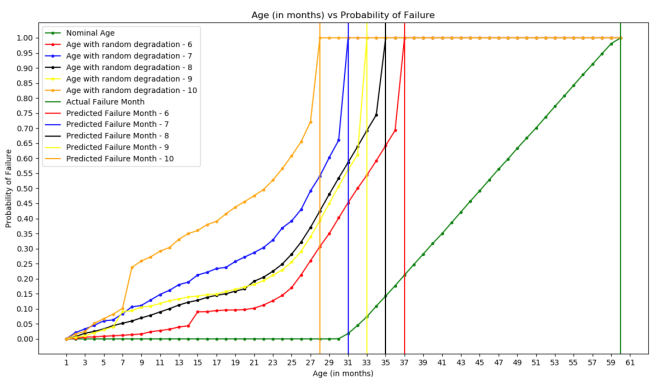 Age (in months) vs Probability of Failure
Nominal Age
Age with random degradation - 6
Age with random degradation - 7
Age with random degradation - 8
Age with random degradation - 9
Age with random degradation - 10
Actual Failure Month
Predicted Failure Month - 6
Predicted Failure Month - 7
Predicted Failure Month - 8
Predicted Failure Month - 9
Predicted Failure Month - 10
Probability of Failure
1.00
0.95
0.90
0.85
0.80
0.75
0.70
0.65
0.60
0.55
0.50
0.45
0.40
0.35
0.30
0.25
0.20
0.15
0.10
0.05
0.00
1 3 5 7 9 11 13 15 17 19 21 23 25 27 29 31 33 35 37 39 41 43 45 47 49 51 53 55 57 59 61
Age (in months)